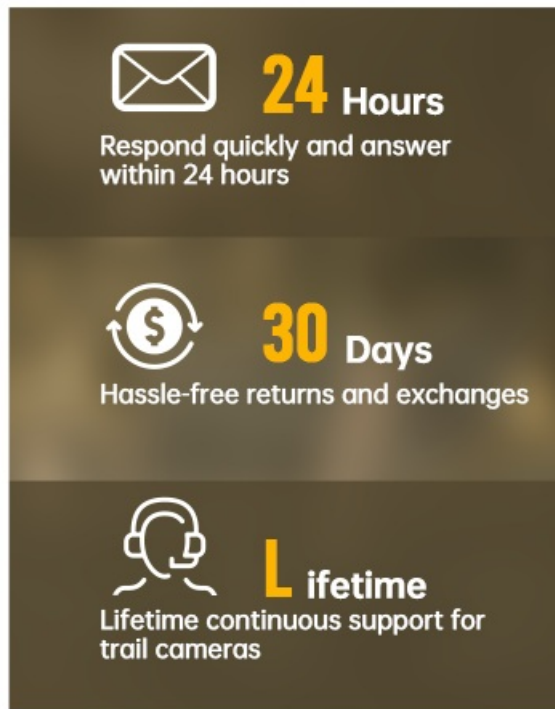 24 Hours
Respond quickly and answer
within 24 hours
$
30 Days
Hassle-free returns and exchanges
Lifetime
Lifetime continuous support for
trail cameras